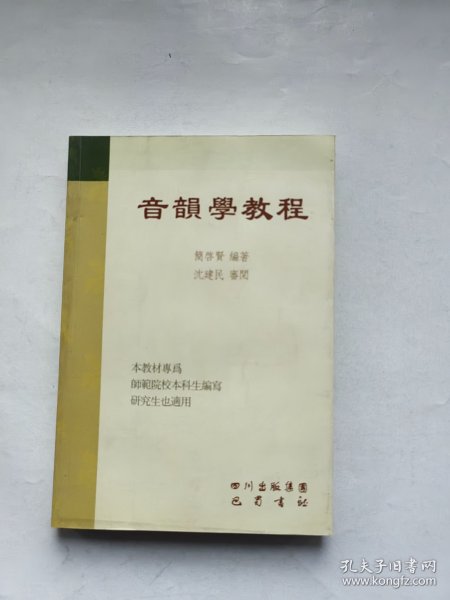 音韻學教程
簡啓賢 編著
沈建民 審閱
本教材專爲
師範院校本科生編寫
研究生也適用
四川出版集團
巴蜀書社
孔夫子旧书网
www.kongfz.com